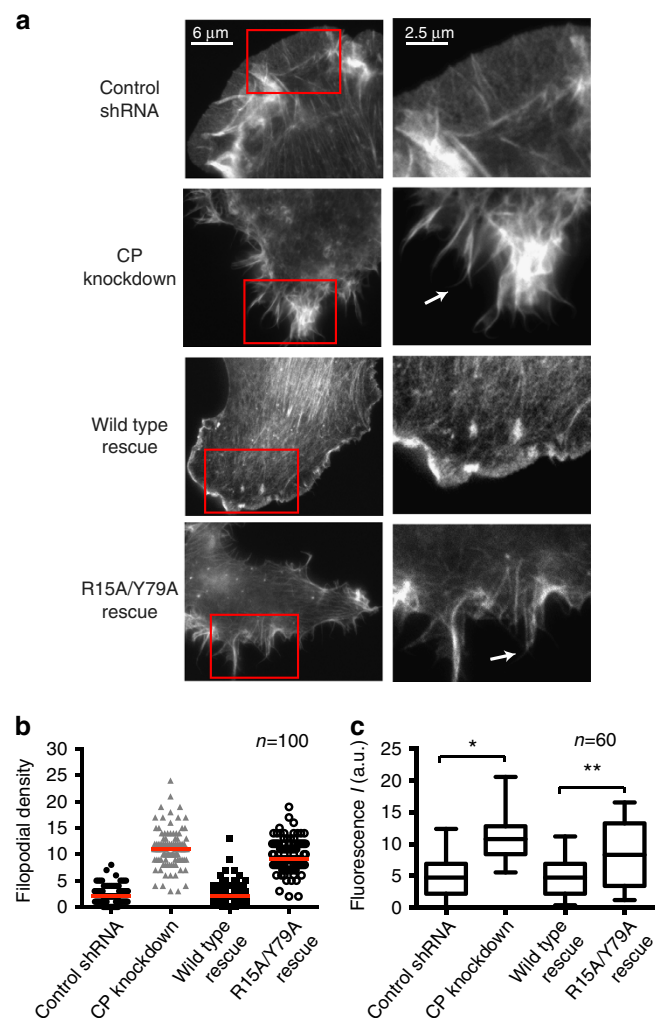 a
6 μm
2.5 μm
Control
shRNA
CP
knockdown
Wild type
rescue
R15A/Y79A
rescue
b
n=100
Filopodial density
30
25
20
15
10
5
0
Control shRNA
CP knockdown
Wild type
rescue
R15A/Y79A
rescue
c
n=60
Fluorescence I (a.u.)
25
20
15
10
5
0
*
**
Control shRNA
CP knockdown
Wild type
rescue
R15A/Y79A
rescue